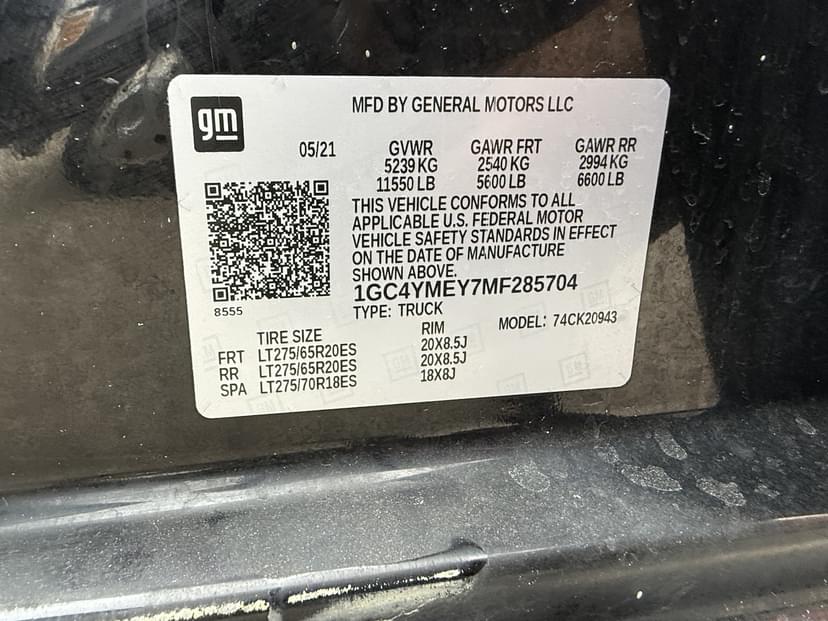 gm
MFD BY GENERAL MOTORS LLC
05/21 GVWR GAWR FRT GAWR RR
5239 KG 2540 KG 2994 KG
11550 LB 5600 LB 6600 LB
THIS VEHICLE CONFORMS TO ALL
APPLICABLE U.S. FEDERAL MOTOR
VEHICLE SAFETY STANDARDS IN EFFECT
ON THE DATE OF MANUFACTURE
SHOWN ABOVE.
1GC4YMEY7MF285704
8555
TYPE: TRUCK
MODEL: 74CK20943
TIRE SIZE RIM
FRT LT275/65R20ES 20X8.5J
RR LT275/65R20ES 20X8.5J
SPA LT275/70R18ES 18X8J